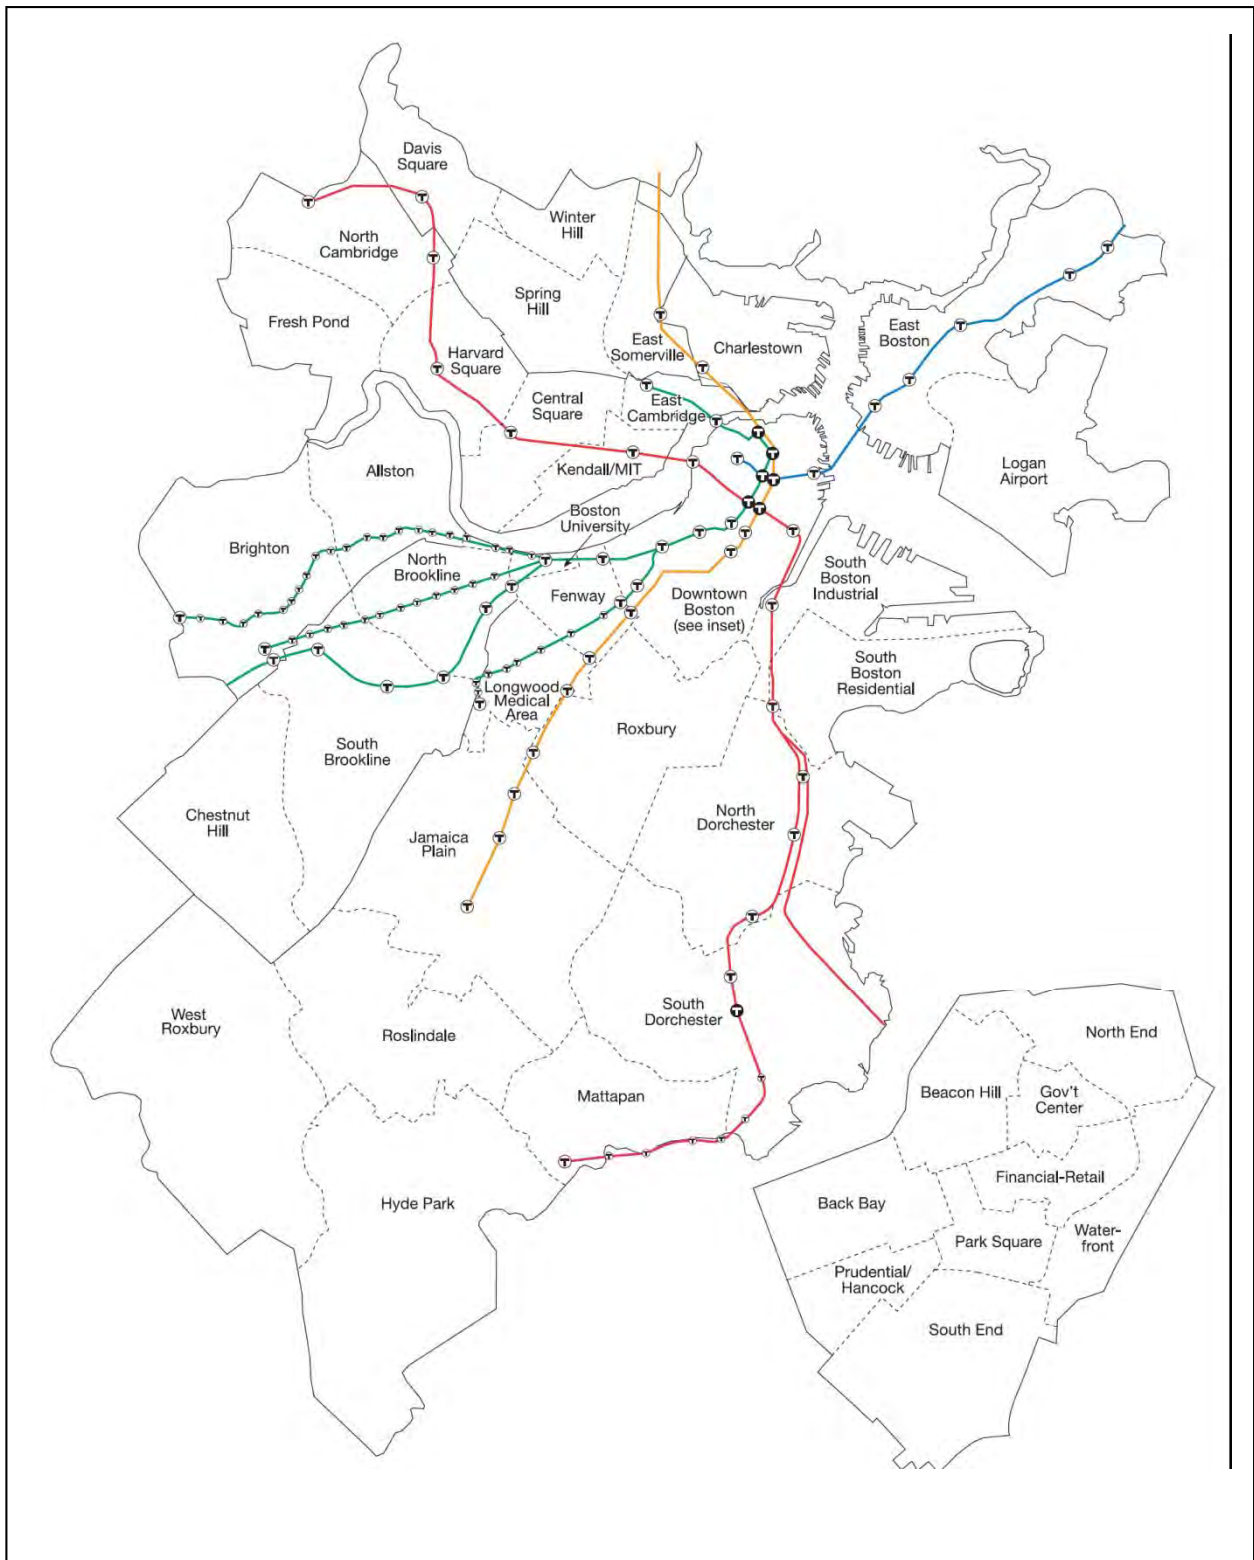 Davis
Square
Winter
Hill
North
Cambridge
Spring
Hill
Fresh Pond
East
Boston
East
Somerville
Charlestown
Harvard
Square
Central
Square
East
Cambridge
Allston
Kendall/MIT
Logan
Airport
Boston
University
Brighton
North
Brookline
South
Boston
Industrial
Fenway
Downtown
Boston
(see inset)
South
Boston
Residential
Longwood
Medical
Area
Roxbury
South
Brookline
Chestnut
Hill
North
Dorchester
Jamaica
Plain
West
Roxbury
South
Dorchester
Roslindale
North End
Beacon Hill
Gov't
Center
Mattapan
Financial-Retail
Hyde Park
Back Bay
Park Square
Water-
front
Prudential/
Hancock
South End